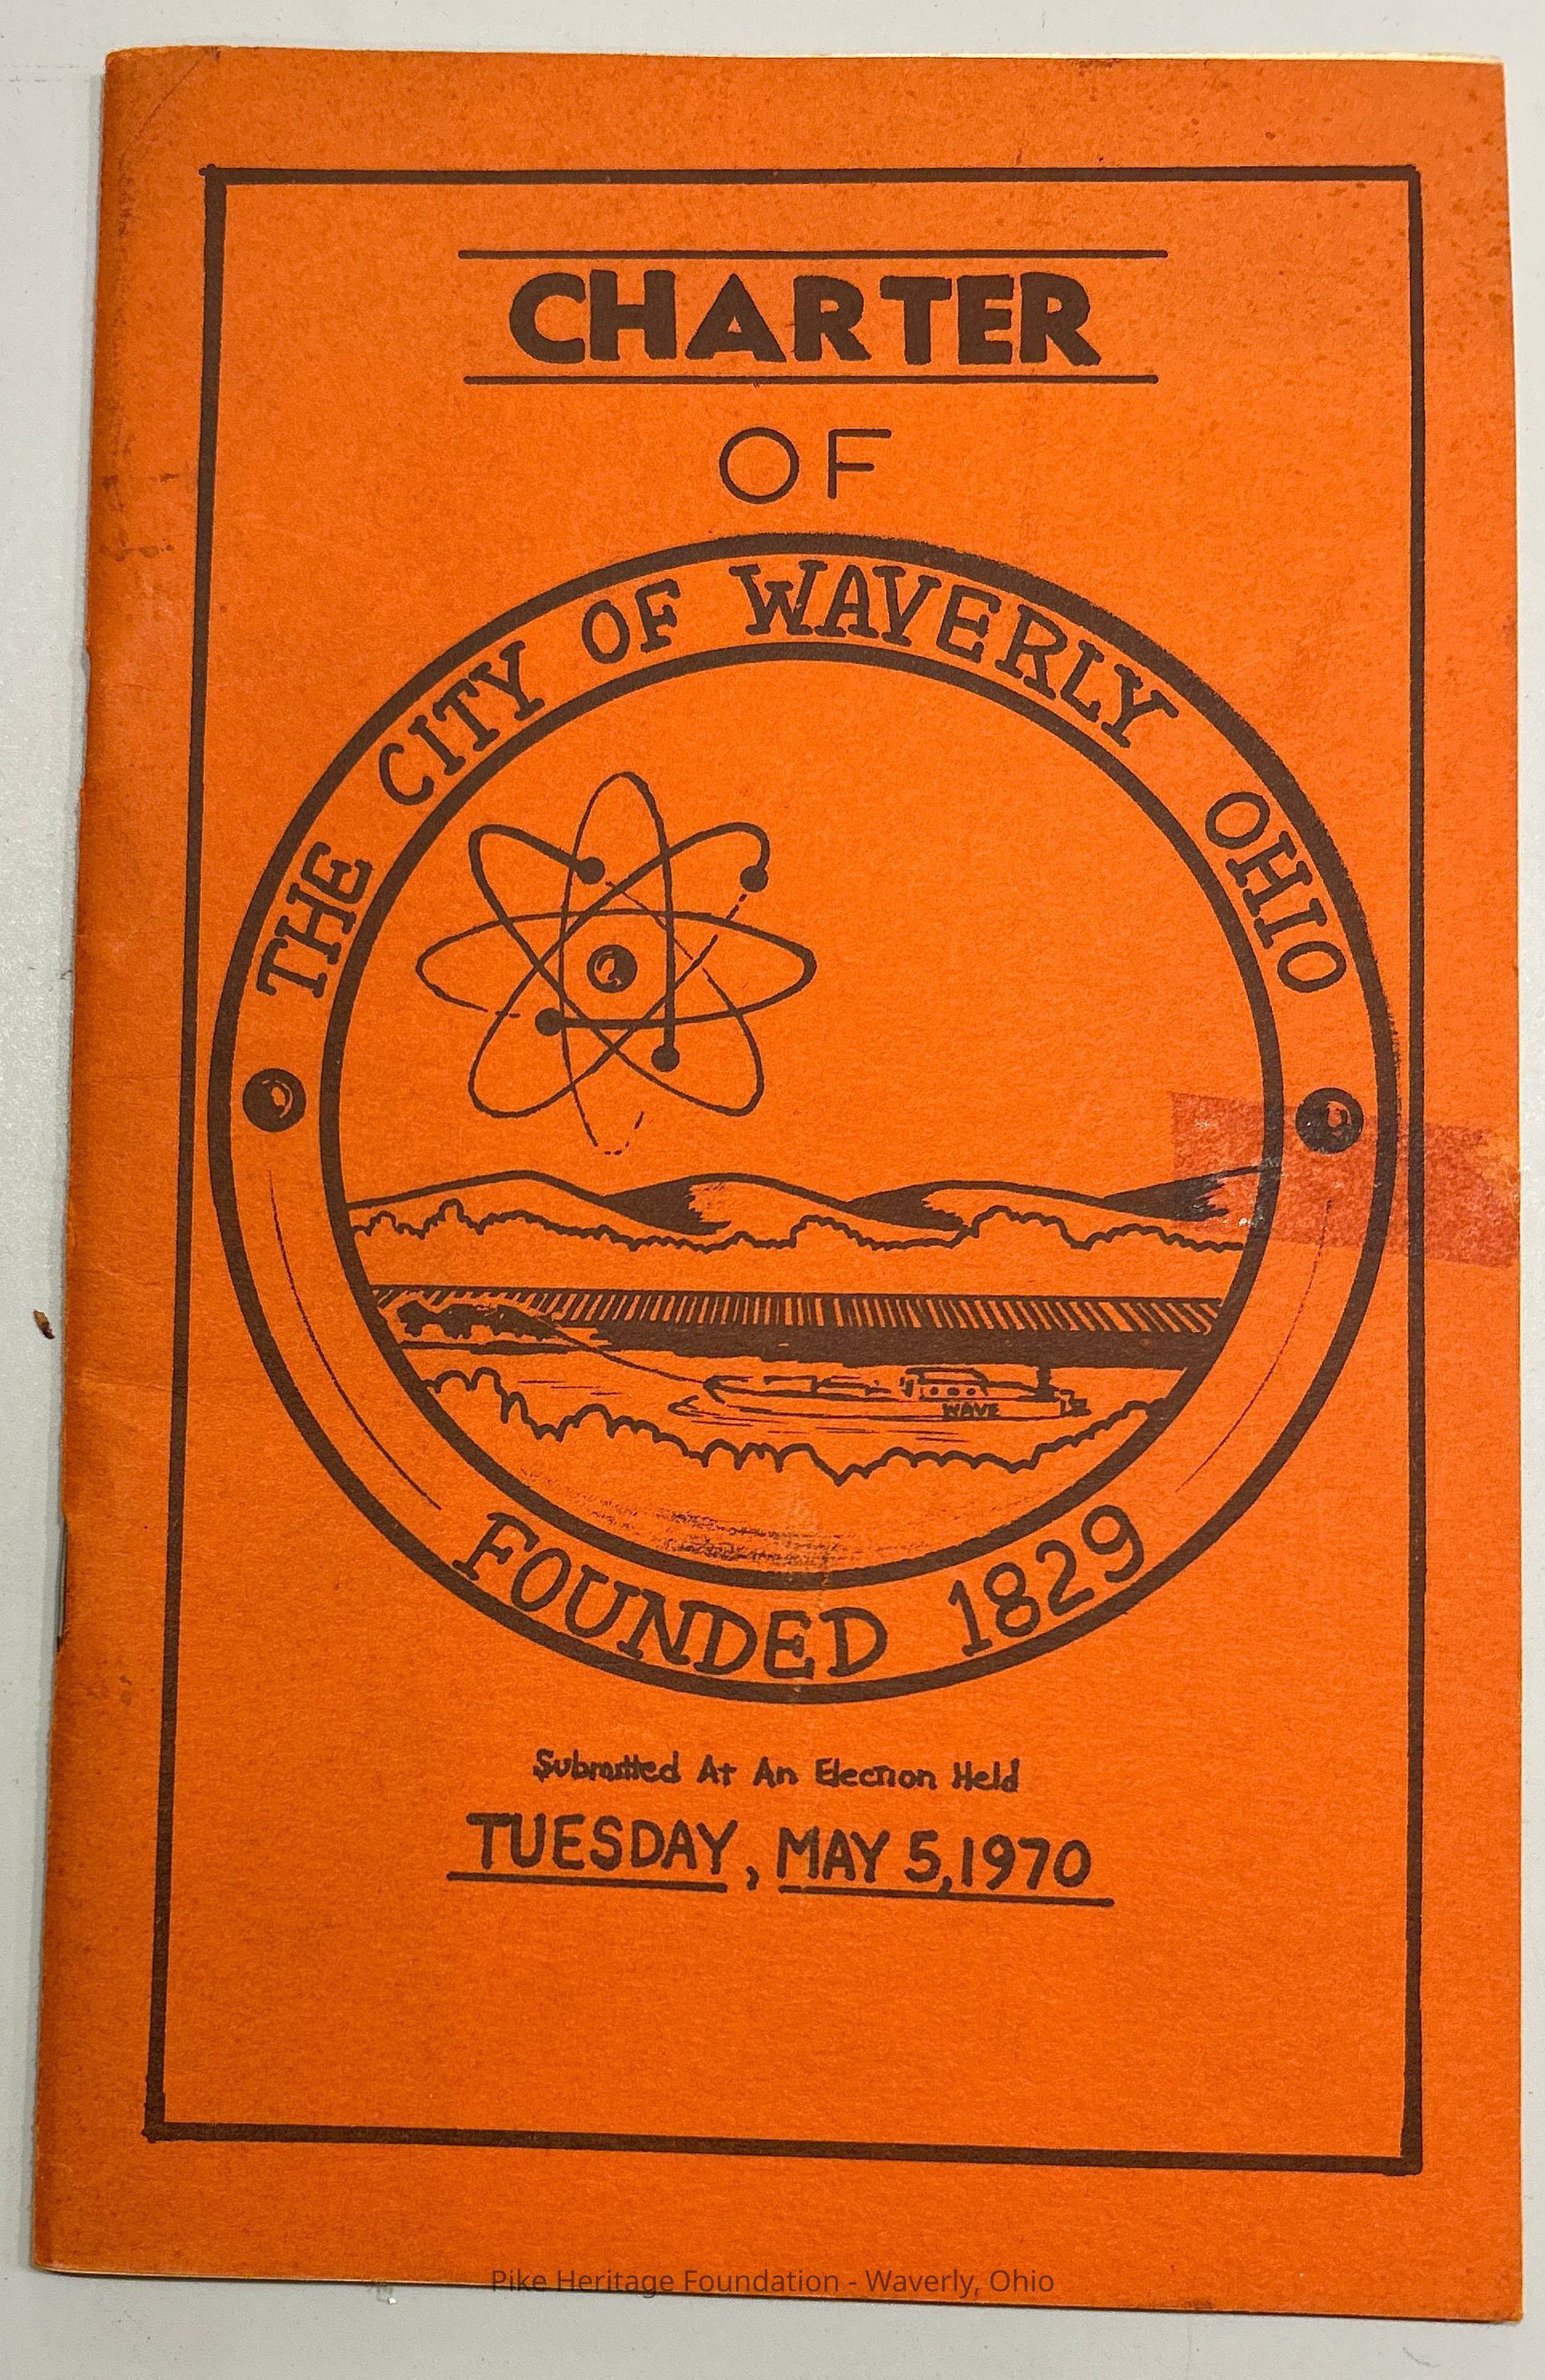 CHARTER
OF
THE CITY OF WAVERLY OHIO
WAVE
FOUNDED 1829
Submitted At An Election Held
TUESDAY, MAY 5, 1970
Pike Heritage Foundation - Waverly, Ohio